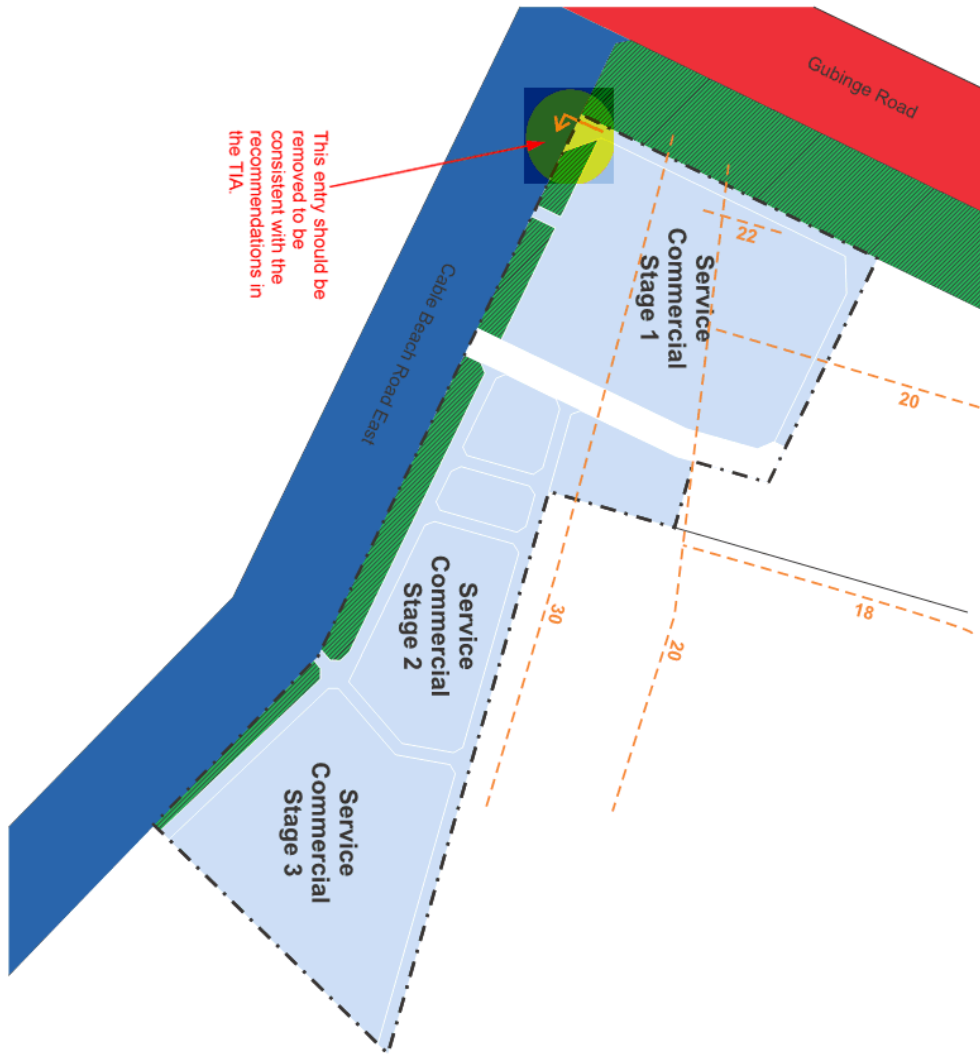 Gubinge Road
This entry should be
removed to be
consistent with the
recommendations in
the TIA.
22
Service
Commercial
Stage 1
Cable Beach Road East
20
Service
Commercial
Stage 2
30
20
18
Service
Commercial
Stage 3